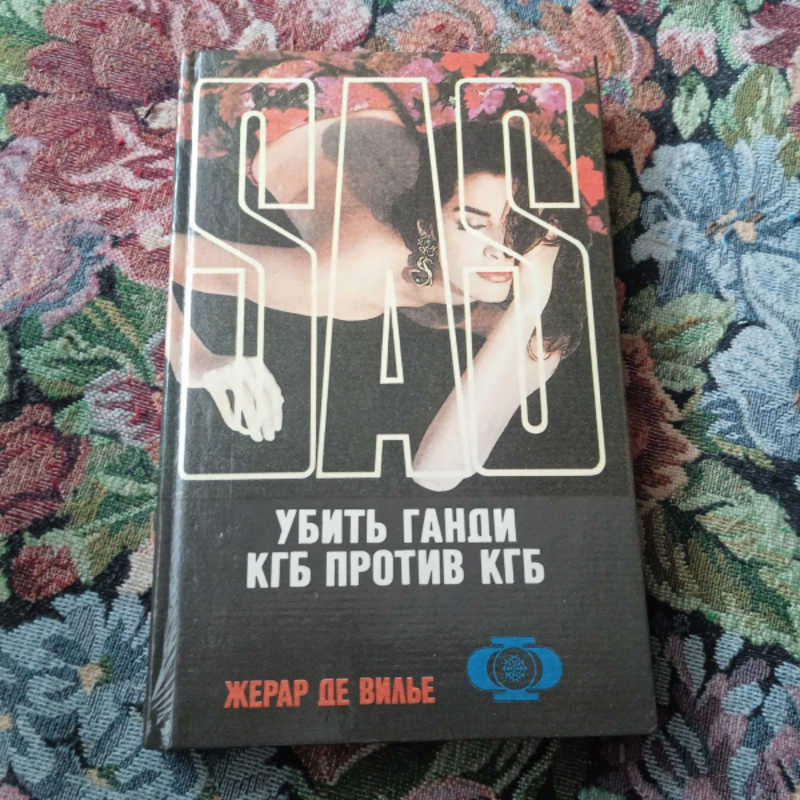 SAS
УБИТЬ ГАНДИ
КГБ ПРОТИВ КГБ
ЖЕРАР ДЕ ВИЛЬЕ